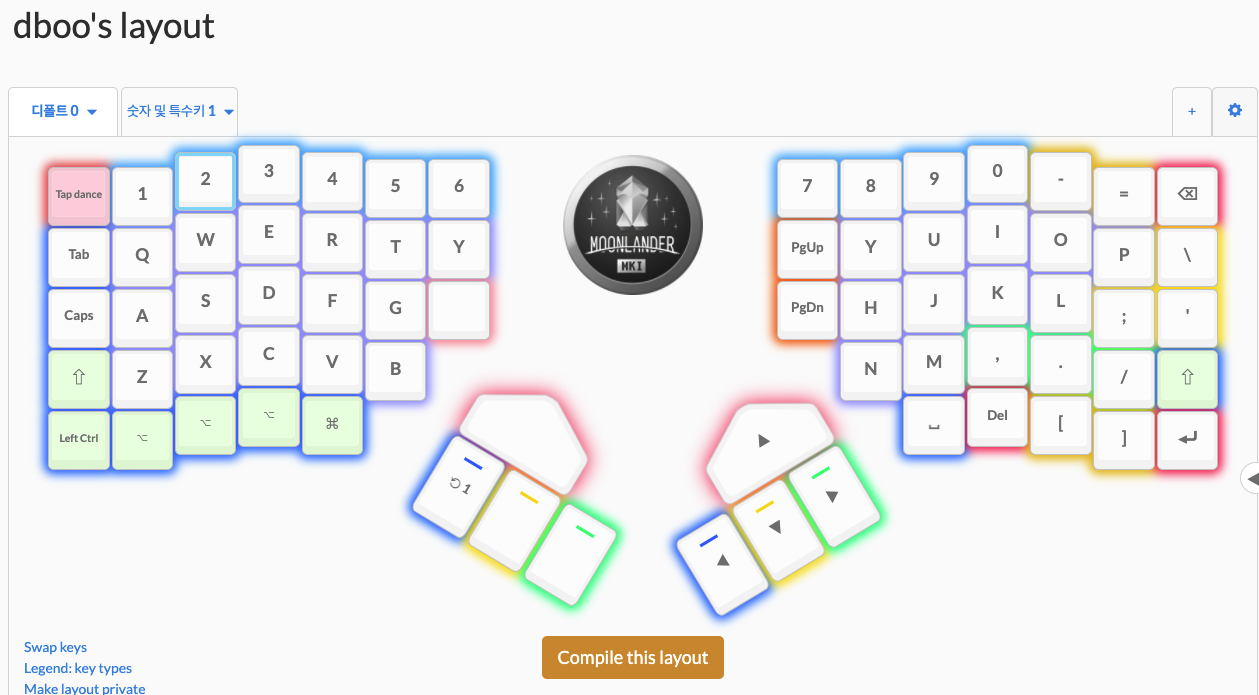 dboo's layout
디폴트 0
숫자 및 특수키 1
+
Tap dance 1 2 3 4 5 6
7 8 9 0 - = ⌫
Tab Q W E R T Y
PgUp Y U I O P \
Caps A S D F G
PgDn H J K L ; '
⇧ Z X C V B
N M , . / ⇧
Left Ctrl ⌥ ⌥ ⌥ ⌘
⎵ Del [ ] ↵
MOONLANDER
MK1
▶
↺ 1
▲ ◀ ▼
Swap keys
Legend: key types
Make layout private
Compile this layout